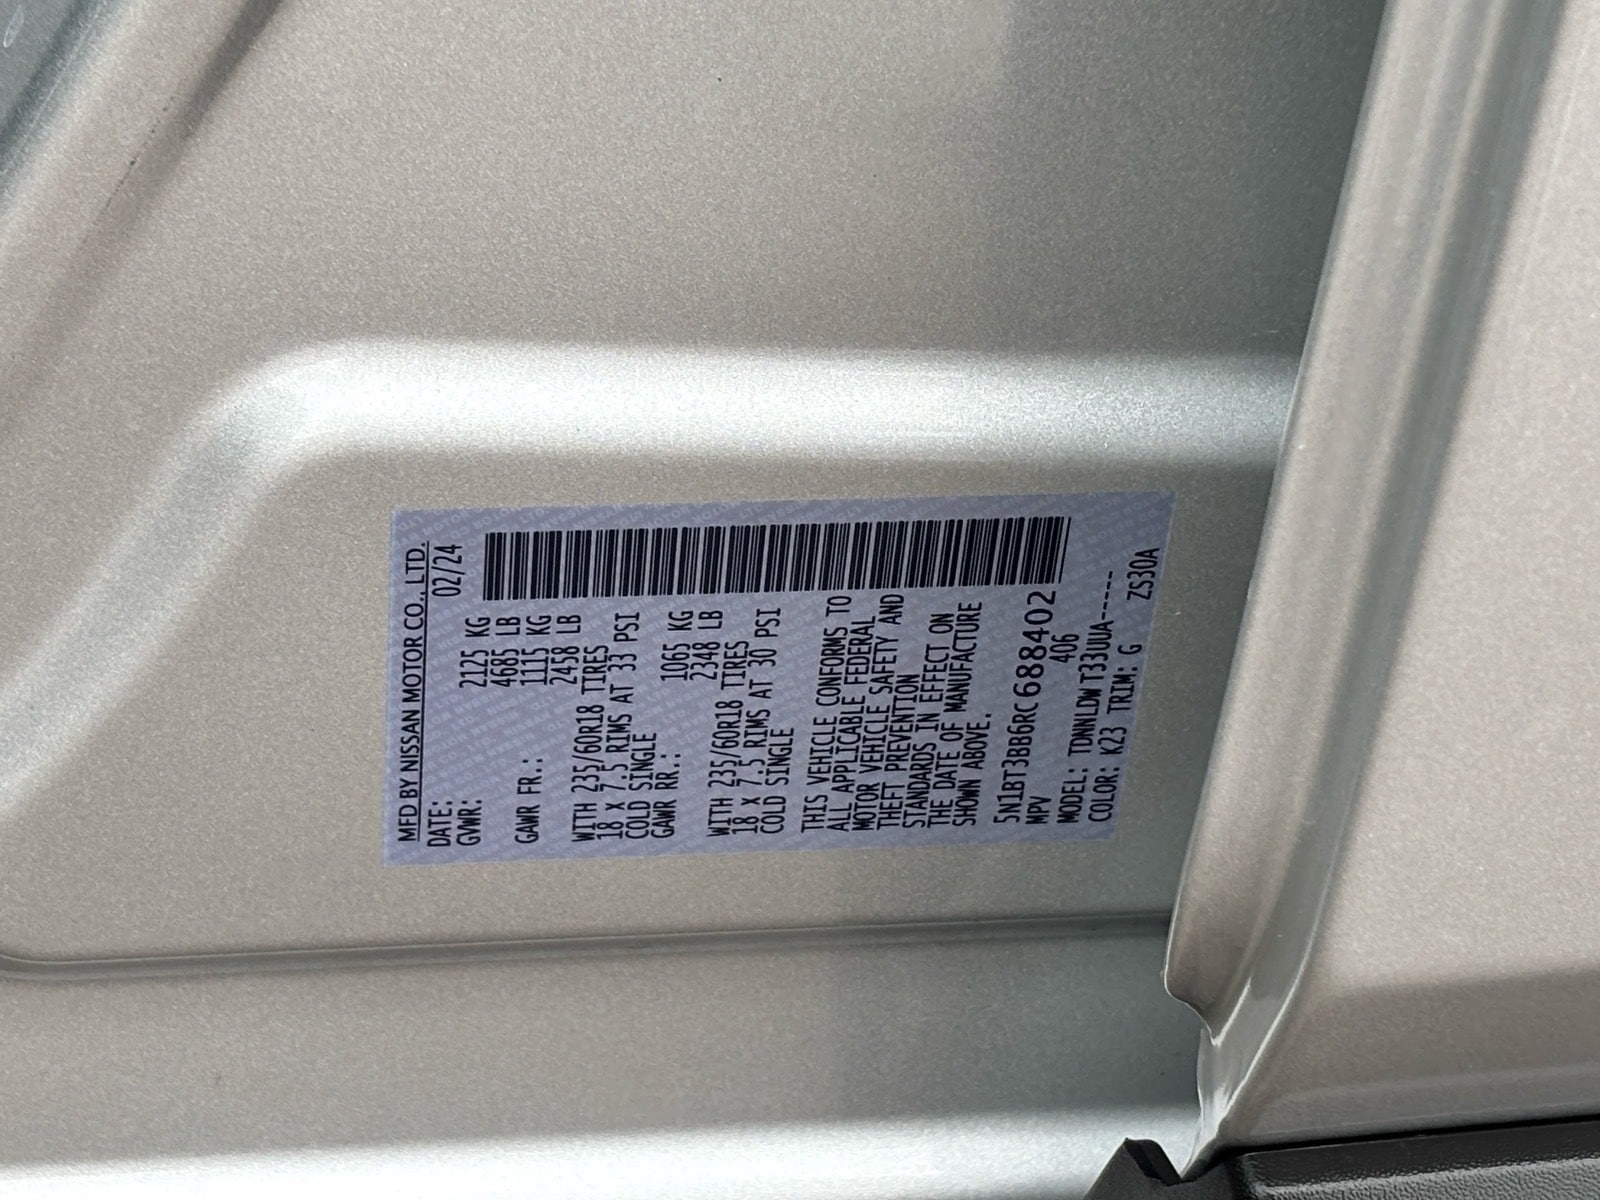 MFD BY NISSAN MOTOR CO., LTD.
DATE: 02/24
GVWR: 2125 KG
4685 LB
GAWR FR.: 1115 KG
2458 LB
WITH 235/60R18 TIRES
18 X 7.5 RIMS AT 33 PSI
COLD SINGLE
GAWR RR.: 1065 KG
2348 LB
WITH 235/60R18 TIRES
18 X 7.5 RIMS AT 30 PSI
COLD SINGLE
THIS VEHICLE CONFORMS TO
ALL APPLICABLE FEDERAL
MOTOR VEHICLE SAFETY AND
THEFT PREVENTION
STANDARDS IN EFFECT ON
THE DATE OF MANUFACTURE
SHOWN ABOVE.
5N1BT3BB6RC688402
MPV 406
MODEL: TDNNLDW T33UUA-----
COLOR: K23 TRIM: G ZS30A